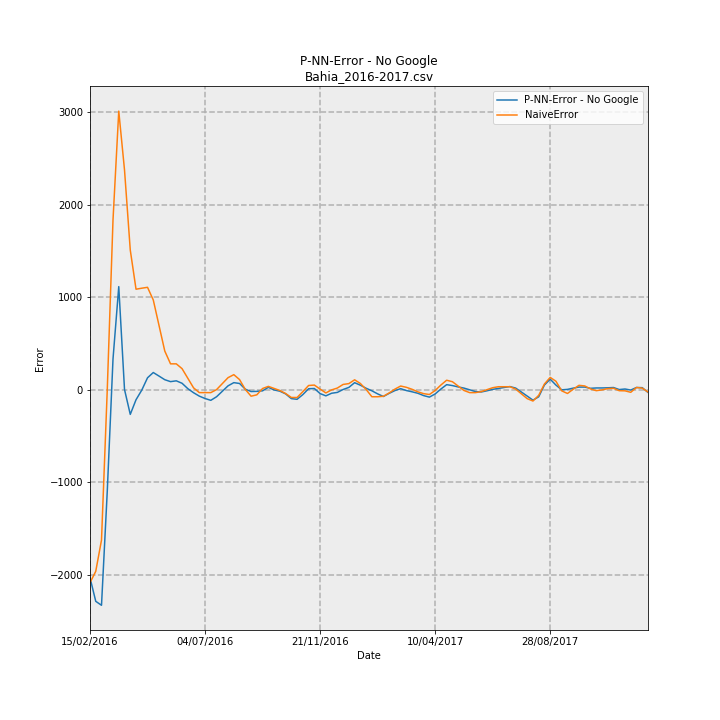 P-NN-Error - No Google
Bahia_2016-2017.csv
P-NN-Error - No Google
NaiveError
3000
2000
1000
0
−1000
−2000
Error
15/02/2016 04/07/2016 21/11/2016 10/04/2017 28/08/2017
Date